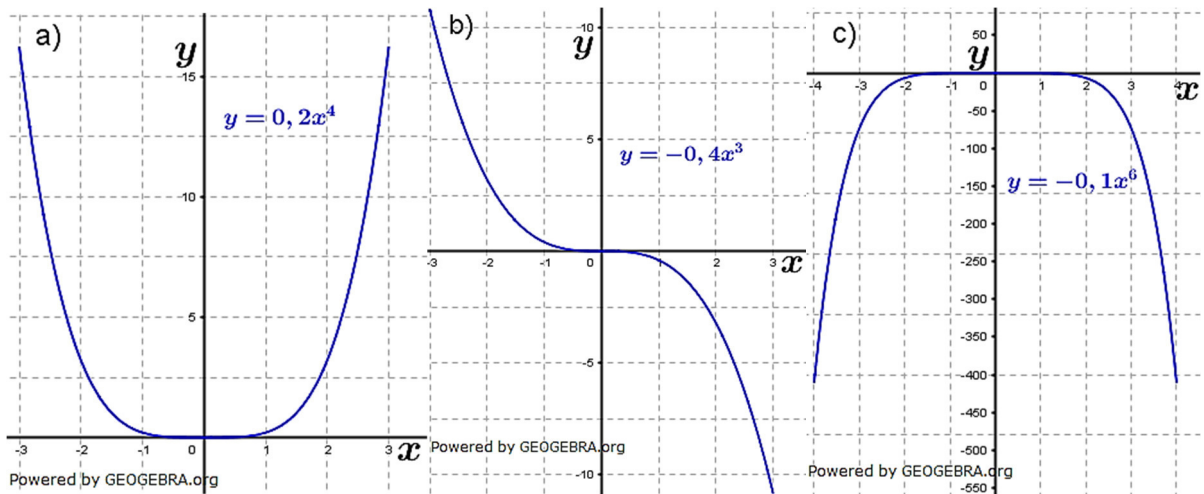 a)
y
15
10
5
-3 -2 -1 0 1 2 3 x
y = 0, 2x⁴
Powered by GEOGEBRA.org
b)
10
y
5
-3 -2 -1 0 1 2 3 x
y = −0, 4x³
-5
-10
Powered by GEOGEBRA.org
c)
50
y
-4 -3 -2 -1 0 1 2 3 4 x
-50
-100
-150
y = −0, 1x⁶
-200
-250
-300
-350
-400
-450
-500
-550
Powered by GEOGEBRA.org